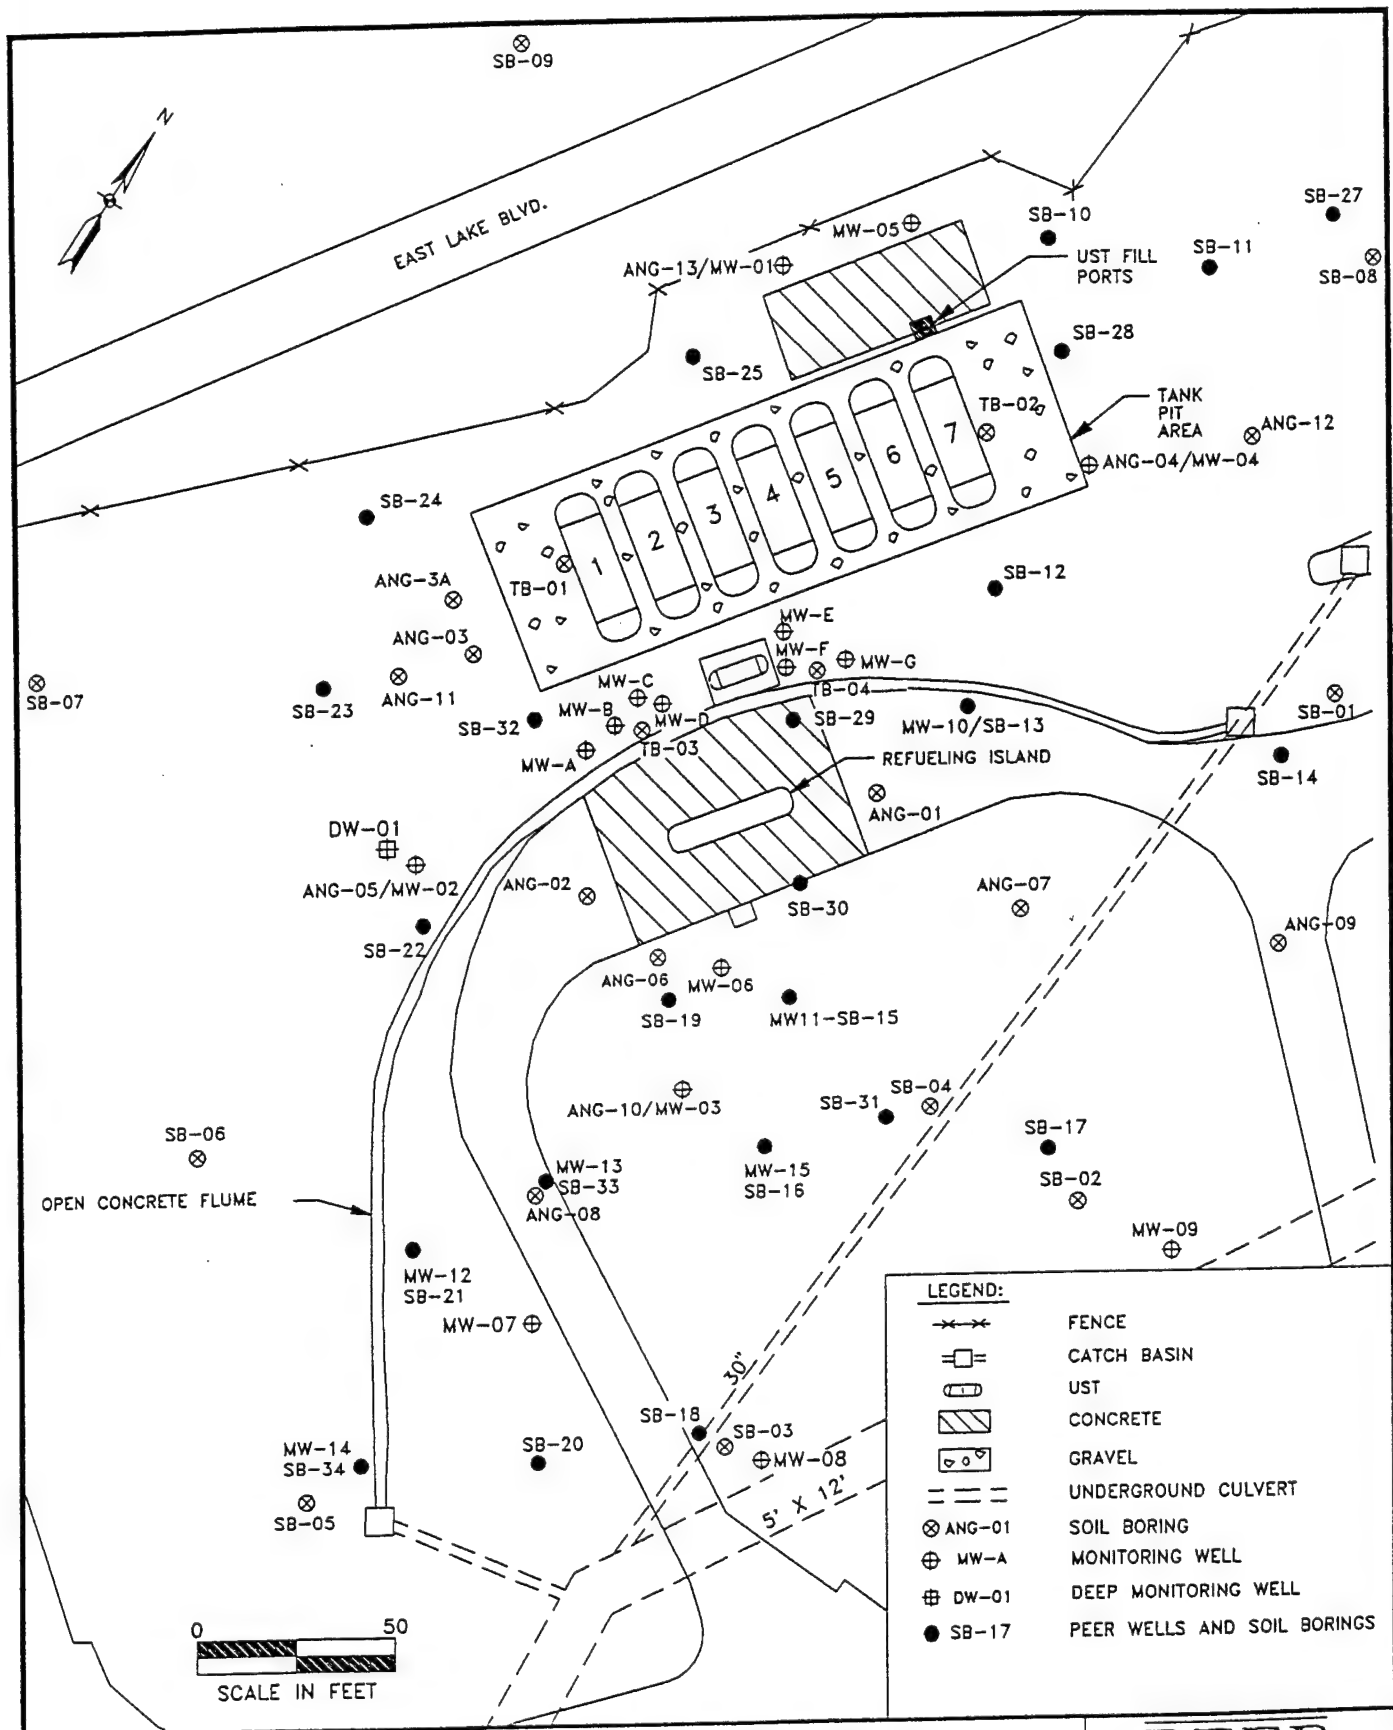 SB-09
N
EAST LAKE BLVD.
SB-27
SB-10
MW-05
SB-11
UST FILL
PORTS
ANG-13/MW-01
SB-08
SB-28
SB-25
TANK
PIT
AREA
TB-02
ANG-12
ANG-04/MW-04
7
6
5
4
3
2
1
SB-24
TB-01
ANG-3A
SB-12
MW-E
ANG-03
MW-F
MW-G
ANG-11
TB-04
SB-07
SB-23
MW-C
SB-01
SB-32
MW-B
MW-D
SB-29
MW-10/SB-13
TB-03
MW-A
REFUELING ISLAND
SB-14
ANG-01
DW-01
ANG-05/MW-02
ANG-02
SB-30
ANG-07
ANG-09
SB-22
ANG-06
MW-06
SB-19
MW11-SB-15
SB-04
ANG-10/MW-03
SB-31
SB-06
SB-17
MW-13
SB-33
MW-15
SB-16
SB-02
OPEN CONCRETE FLUME
ANG-08
MW-09
MW-12
SB-21
MW-07
30"
SB-18
SB-03
MW-08
SB-20
MW-14
SB-34
5' X 12'
SB-05
0 50
SCALE IN FEET
LEGEND:
FENCE
CATCH BASIN
UST
CONCRETE
GRAVEL
UNDERGROUND CULVERT
ANG-01 SOIL BORING
MW-A MONITORING WELL
DW-01 DEEP MONITORING WELL
SB-17 PEER WELLS AND SOIL BORINGS